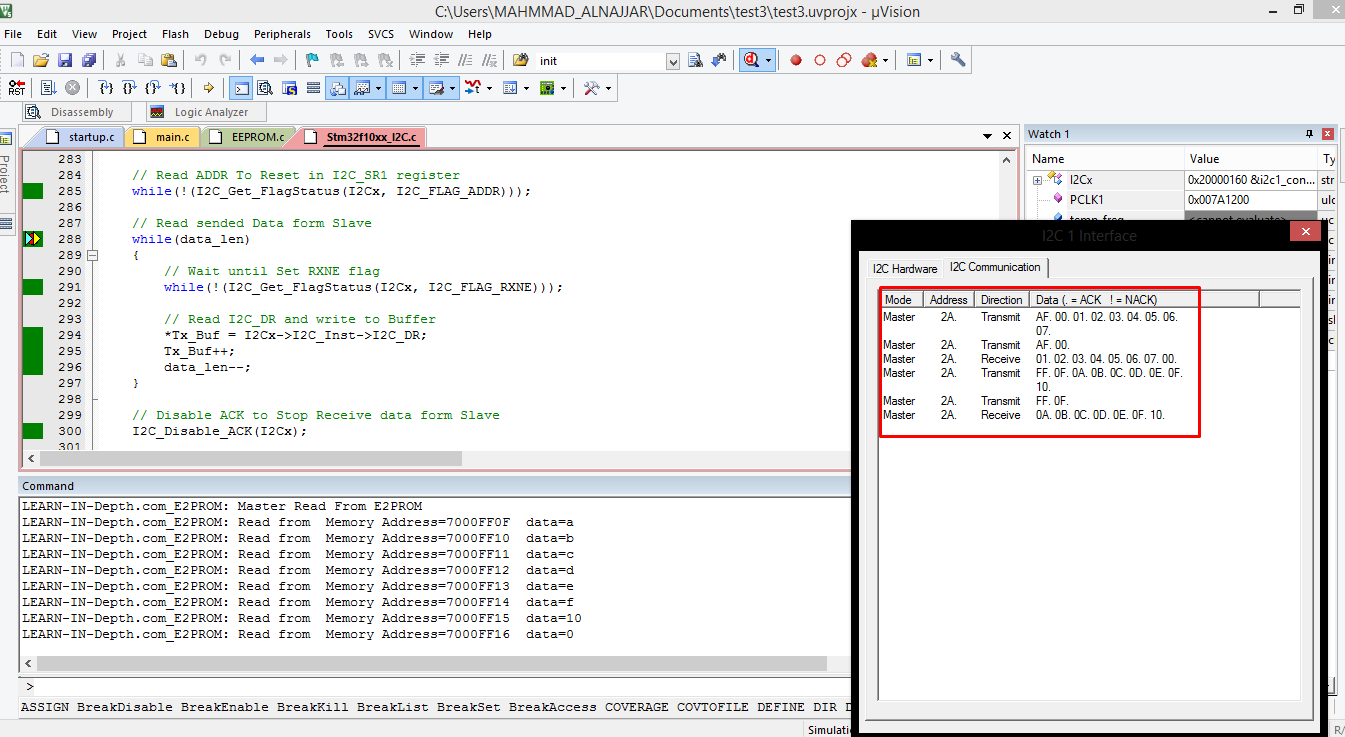 C:\Users\MAHMMAD_ALNAJJAR\Documents\test3\test3.uvprojx - µVision
File Edit View Project Flash Debug Peripherals Tools SVCS Window Help
init
RST
Disassembly Logic Analyzer
startup.c main.c EEPROM.c Stm32f10xx_I2C.c
Project
283
284 // Read ADDR To Reset in I2C_SR1 register
285 while(!(I2C_Get_FlagStatus(I2Cx, I2C_FLAG_ADDR)));
286
287 // Read sended Data form Slave
288 while(data_len)
289 {
290 // Wait until Set RXNE flag
291 while(!(I2C_Get_FlagStatus(I2Cx, I2C_FLAG_RXNE)));
292
293 // Read I2C_DR and write to Buffer
294 *Tx_Buf = I2Cx->I2C_Inst->I2C_DR;
295 Tx_Buf++;
296 data_len--;
297 }
298
299 // Disable ACK to Stop Receive data form Slave
300 I2C_Disable_ACK(I2Cx);
301
Watch 1
Name Value Ty
I2Cx 0x20000160 &i2c1_con... str
PCLK1 0x007A1200 ulc
temp_freq <cannot evaluate> uc
I2C 1 Interface
I2C Hardware I2C Communication
Mode Address Direction Data (. = ACK ! = NACK)
Master 2A. Transmit AF. 00. 01. 02. 03. 04. 05. 06.
07.
Master 2A. Transmit AF. 00.
Master 2A. Receive 01. 02. 03. 04. 05. 06. 07. 00.
Master 2A. Transmit FF. 0F. 0A. 0B. 0C. 0D. 0E. 0F.
10.
Master 2A. Transmit FF. 0F.
Master 2A. Receive 0A. 0B. 0C. 0D. 0E. 0F. 10.
Command
LEARN-IN-Depth.com_E2PROM: Master Read From E2PROM
LEARN-IN-Depth.com_E2PROM: Read from Memory Address=7000FF0F data=a
LEARN-IN-Depth.com_E2PROM: Read from Memory Address=7000FF10 data=b
LEARN-IN-Depth.com_E2PROM: Read from Memory Address=7000FF11 data=c
LEARN-IN-Depth.com_E2PROM: Read from Memory Address=7000FF12 data=d
LEARN-IN-Depth.com_E2PROM: Read from Memory Address=7000FF13 data=e
LEARN-IN-Depth.com_E2PROM: Read from Memory Address=7000FF14 data=f
LEARN-IN-Depth.com_E2PROM: Read from Memory Address=7000FF15 data=10
LEARN-IN-Depth.com_E2PROM: Read from Memory Address=7000FF16 data=0
>
ASSIGN BreakDisable BreakEnable BreakKill BreakList BreakSet BreakAccess COVERAGE COVTOFILE DEFINE DIR D
Simulati
R/